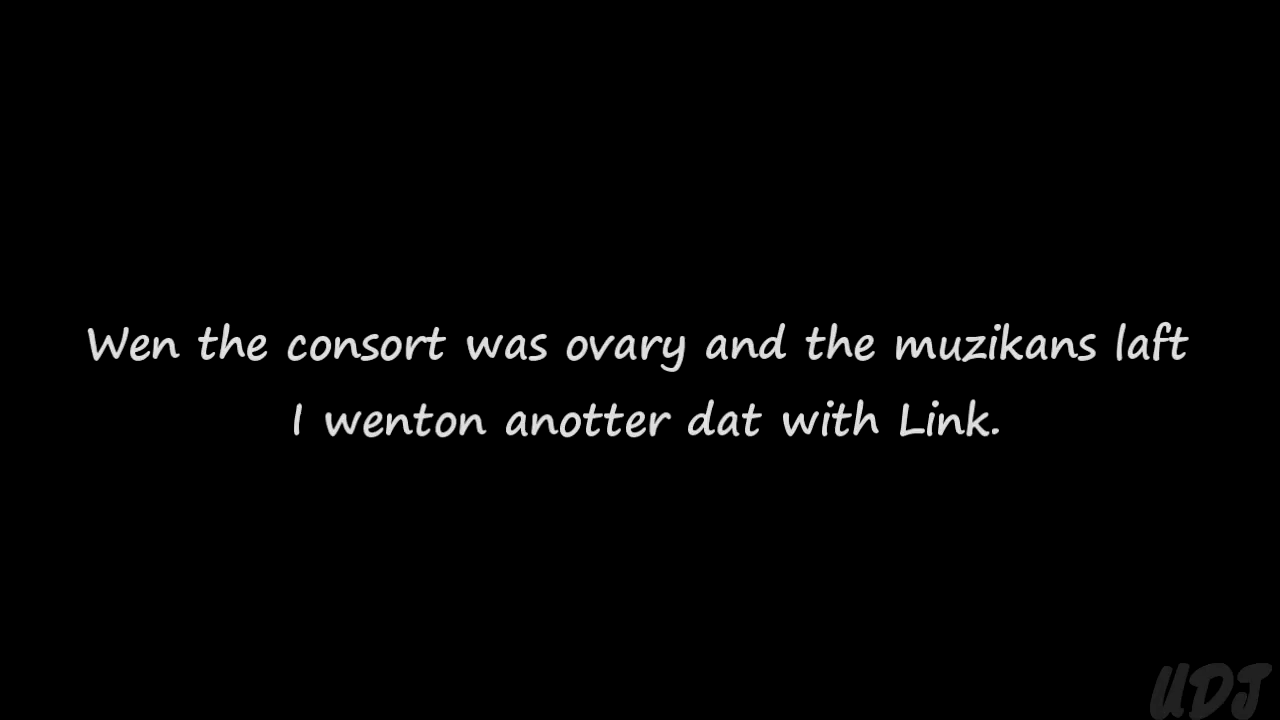 Wen the consort was ovary and the muzikans laft
I wenton anotter dat with Link.
UDJ